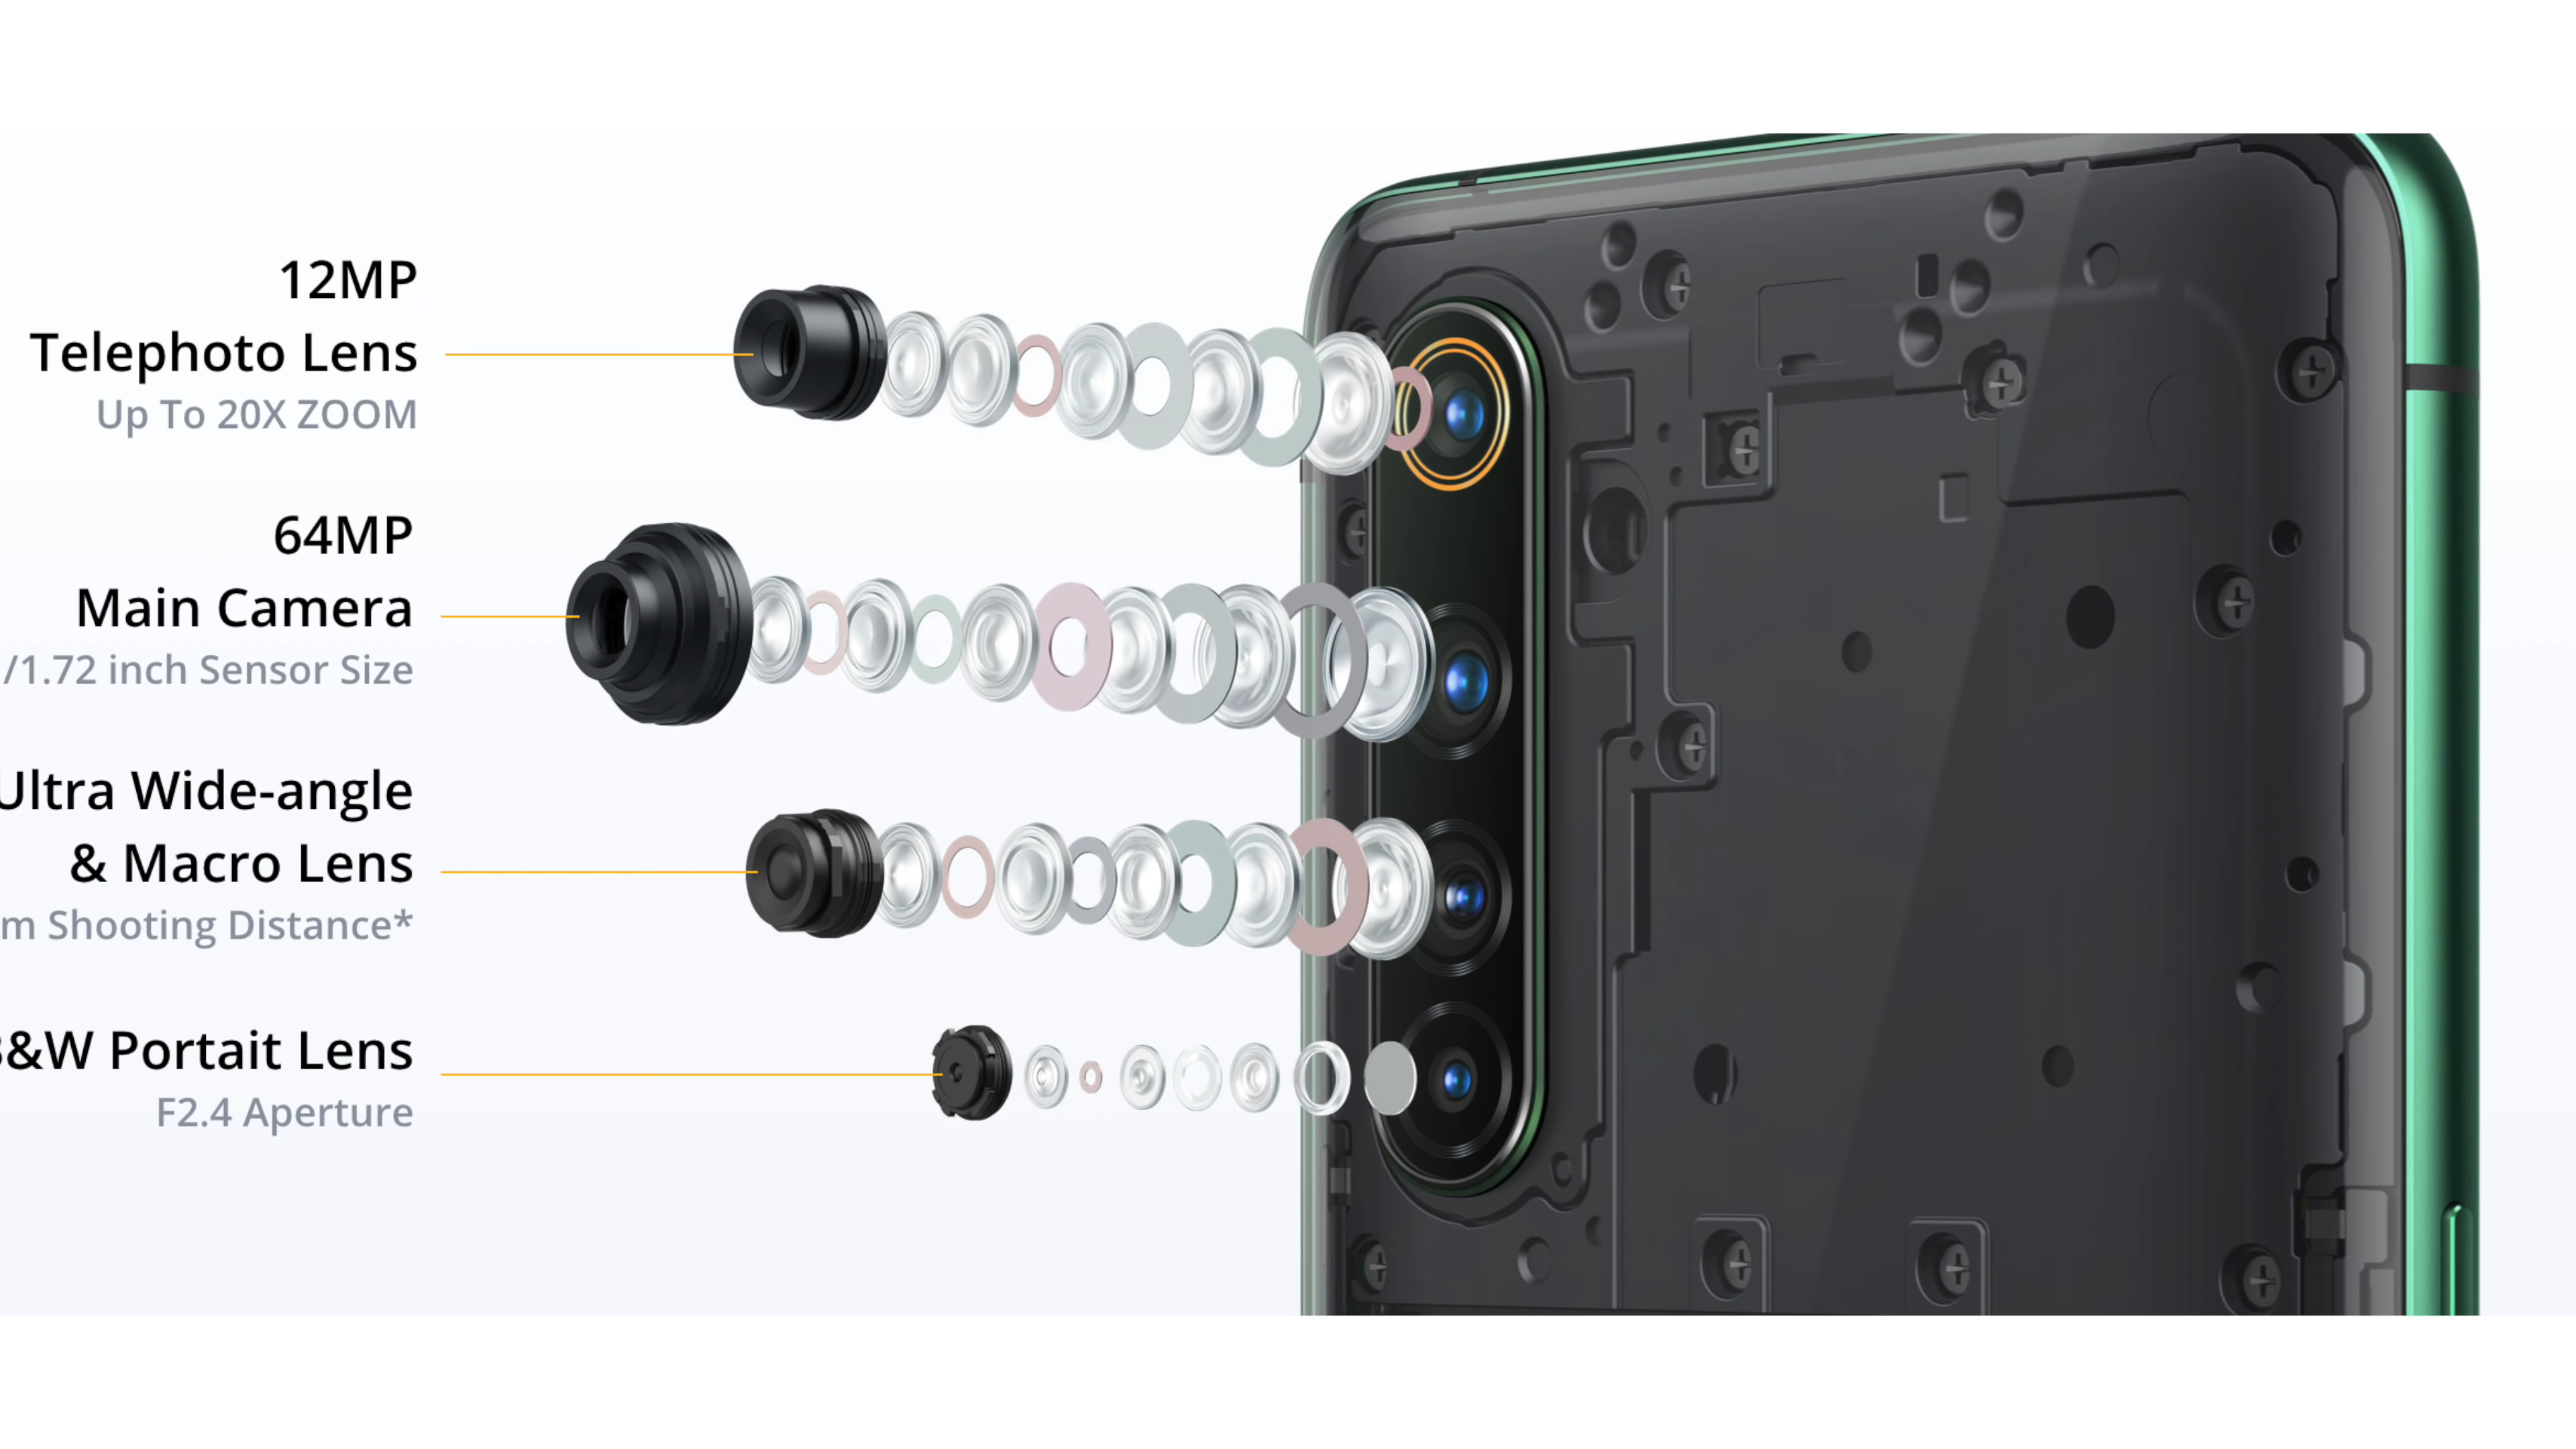 12MP
Telephoto Lens
Up To 20X ZOOM
64MP
Main Camera
/1.72 inch Sensor Size
Ultra Wide-angle
& Macro Lens
m Shooting Distance*
&W Portait Lens
F2.4 Aperture